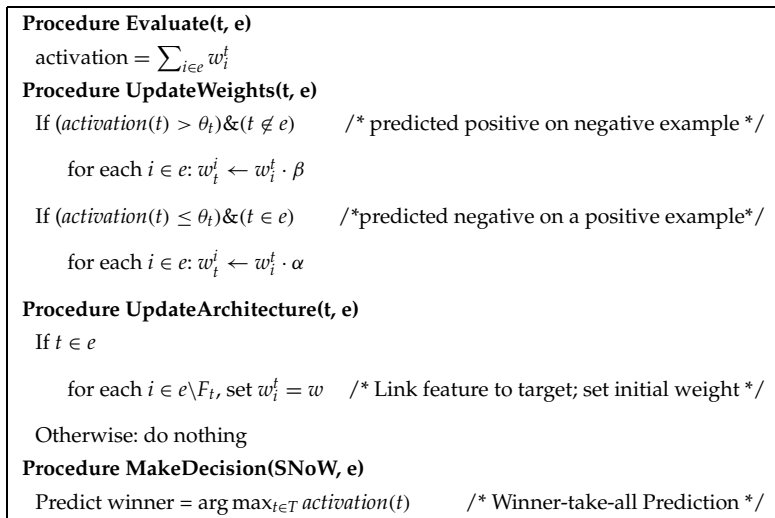 Procedure Evaluate(t, e)
activation = ∑_{i∈e} w_i^t
Procedure UpdateWeights(t, e)
If (activation(t) > θ_t)&(t ∉ e) /* predicted positive on negative example */
for each i ∈ e: w_t^i ← w_i^t · β
If (activation(t) ≤ θ_t)&(t ∈ e) /*predicted negative on a positive example*/
for each i ∈ e: w_t^i ← w_i^t · α
Procedure UpdateArchitecture(t, e)
If t ∈ e
for each i ∈ e\F_t, set w_i^t = w /* Link feature to target; set initial weight */
Otherwise: do nothing
Procedure MakeDecision(SNoW, e)
Predict winner = arg max_{t∈T} activation(t) /* Winner-take-all Prediction */